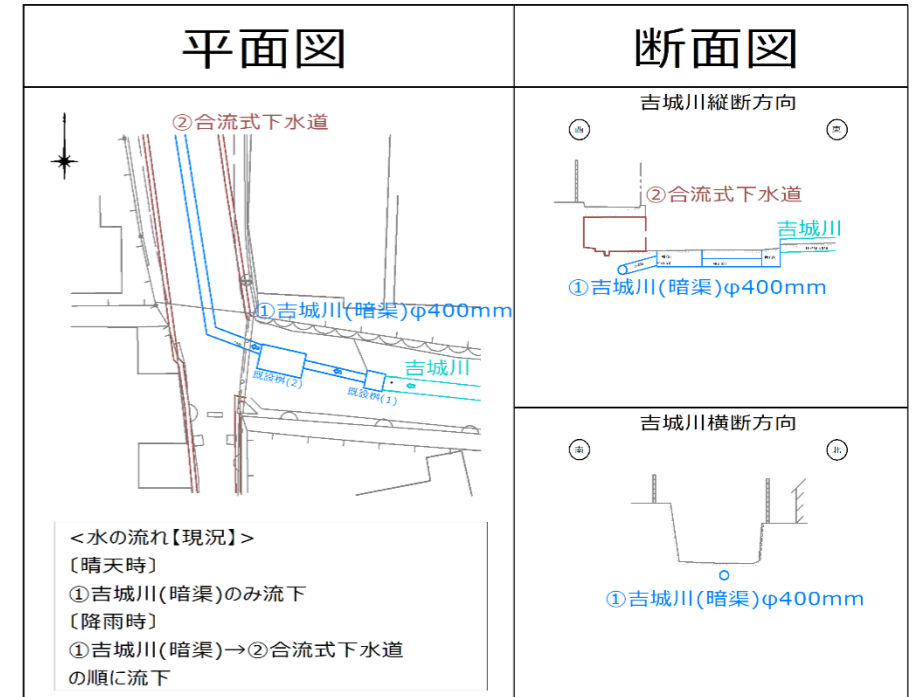 平面図
断面図
②合流式下水道
①吉城川(暗渠)φ400mm
吉城川
既設桝(2)
既設桝(1)
<水の流れ【現況】>
〔晴天時〕
①吉城川(暗渠)のみ流下
〔降雨時〕
①吉城川(暗渠)→②合流式下水道
の順に流下
吉城川縦断方向
西
東
②合流式下水道
吉城川
①吉城川(暗渠)φ400mm
吉城川横断方向
南
北
①吉城川(暗渠)φ400mm